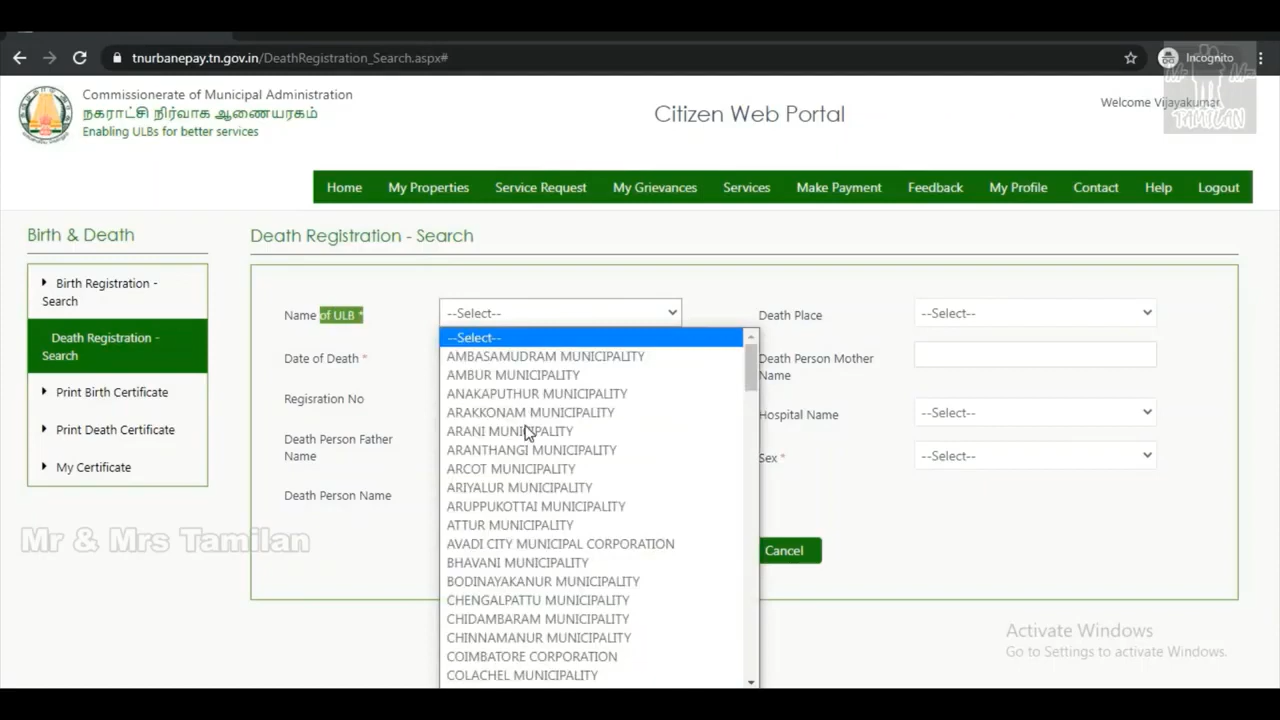 tnurbanepay.tn.gov.in/DeathRegistration_Search.aspx#
Incognito
Commissionerate of Municipal Administration
நகராட்சி நிர்வாக ஆணையரகம்
Enabling ULBs for better services
Citizen Web Portal
Welcome Vijayakumar
Mr Mrs
TAMILAN
Home My Properties Service Request My Grievances Services Make Payment Feedback My Profile Contact Help Logout
Birth & Death
Birth Registration -
Search
Death Registration -
Search
Print Birth Certificate
Print Death Certificate
My Certificate
Death Registration - Search
Name of ULB *
--Select--
Death Place
--Select--
Date of Death *
Death Person Mother
Name
Regisration No
Hospital Name
--Select--
Death Person Father
Name
Sex *
--Select--
Death Person Name
--Select--
AMBASAMUDRAM MUNICIPALITY
AMBUR MUNICIPALITY
ANAKAPUTHUR MUNICIPALITY
ARAKKONAM MUNICIPALITY
ARANI MUNICIPALITY
ARANTHANGI MUNICIPALITY
ARCOT MUNICIPALITY
ARIYALUR MUNICIPALITY
ARUPPUKOTTAI MUNICIPALITY
ATTUR MUNICIPALITY
AVADI CITY MUNICIPAL CORPORATION
BHAVANI MUNICIPALITY
BODINAYAKANUR MUNICIPALITY
CHENGALPATTU MUNICIPALITY
CHIDAMBARAM MUNICIPALITY
CHINNAMANUR MUNICIPALITY
COIMBATORE CORPORATION
COLACHEL MUNICIPALITY
Cancel
Mr & Mrs Tamilan
Activate Windows
Go to Settings to activate Windows.